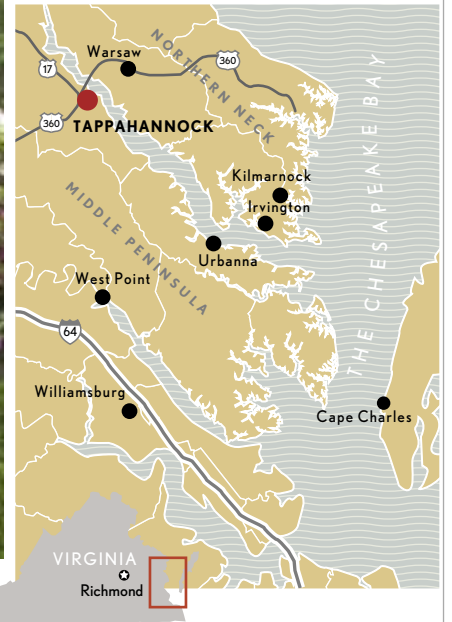 Warsaw
NORTHERN NECK
360
17
360
TAPPAHANNOCK
Kilmarnock
Irvington
MIDDLE PENINSULA
Urbanna
THE CHESAPEAKE BAY
West Point
64
Williamsburg
Cape Charles
VIRGINIA
Richmond